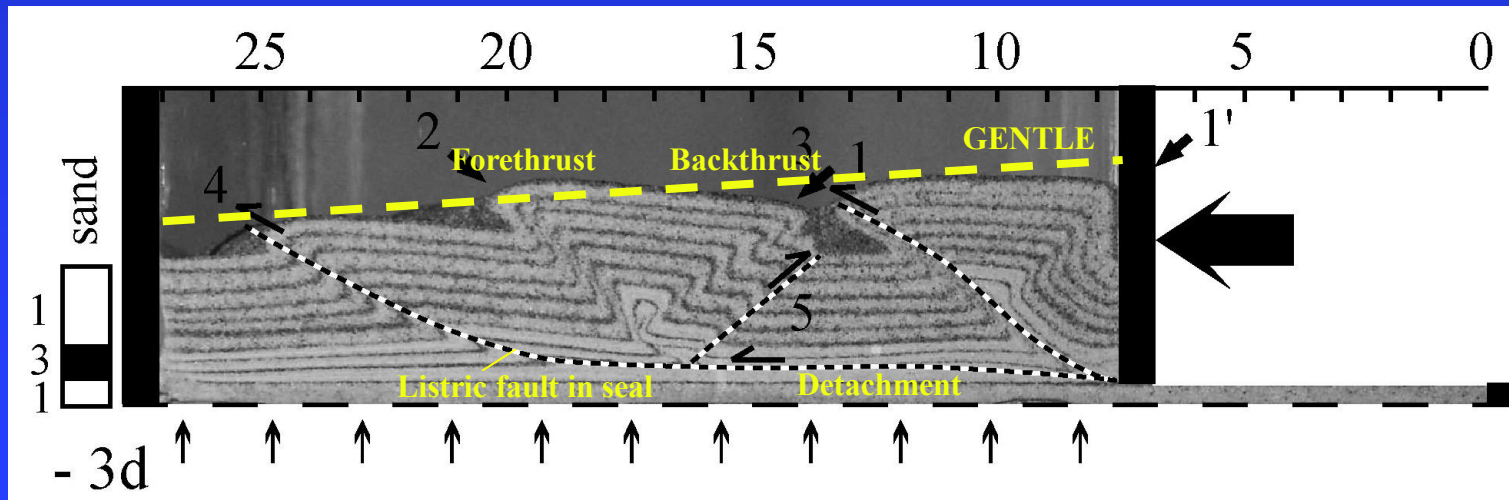 25 20 15 10 5 0
2 Forethrust Backthrust 3 1 GENTLE 1'
4
sand
1
3
1
5
Listric fault in seal Detachment
- 3d